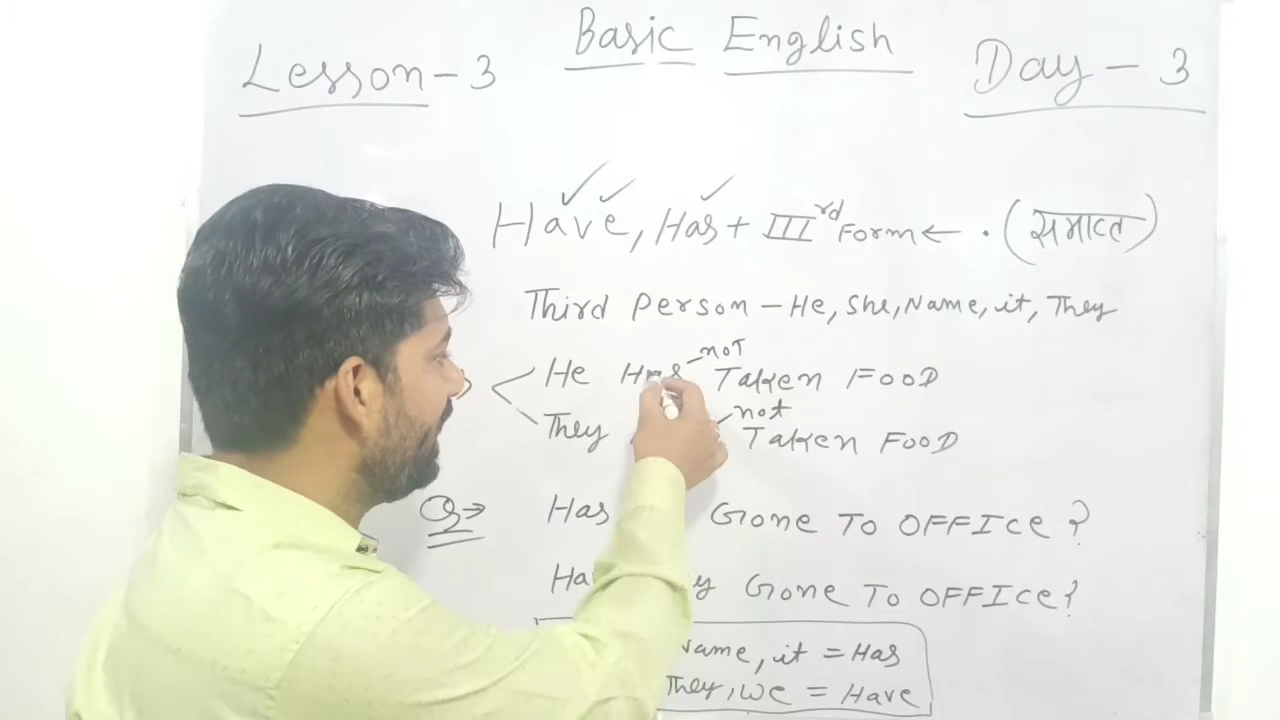 Basic English
Lesson-3
Day-3
Have, Has + IIIrd Form ← . (समाप्त)
Third Person - He, She, Name, it, They
not
He Has Taken Food
not
They Taken Food
Q→ Has Gone To OFFICe?
Gone To OFFICe?
Name, it = Has
They, we = Have